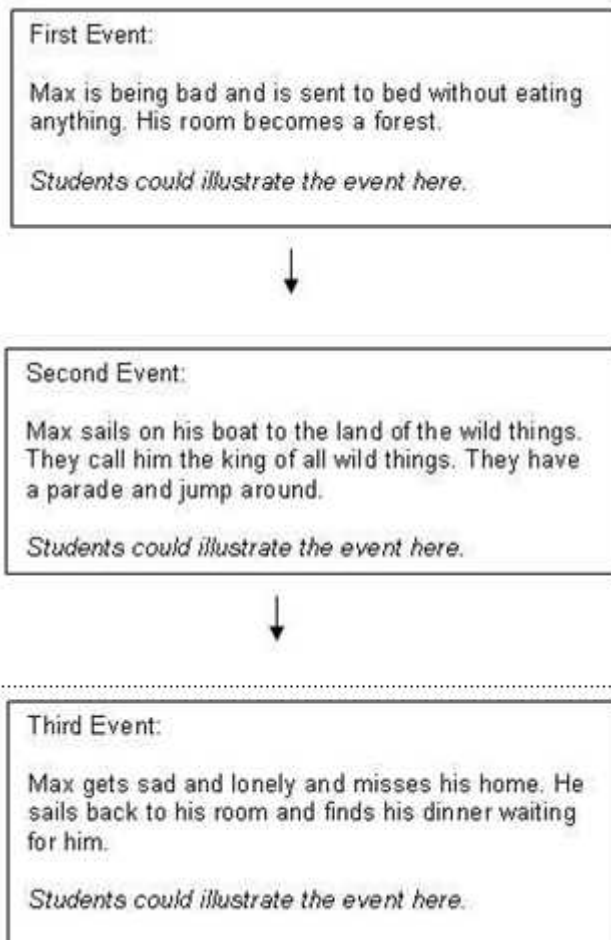 First Event:
Max is being bad and is sent to bed without eating
anything. His room becomes a forest.
Students could illustrate the event here.
Second Event:
Max sails on his boat to the land of the wild things.
They call him the king of all wild things. They have
a parade and jump around.
Students could illustrate the event here.
Third Event:
Max gets sad and lonely and misses his home. He
sails back to his room and finds his dinner waiting
for him.
Students could illustrate the event here.